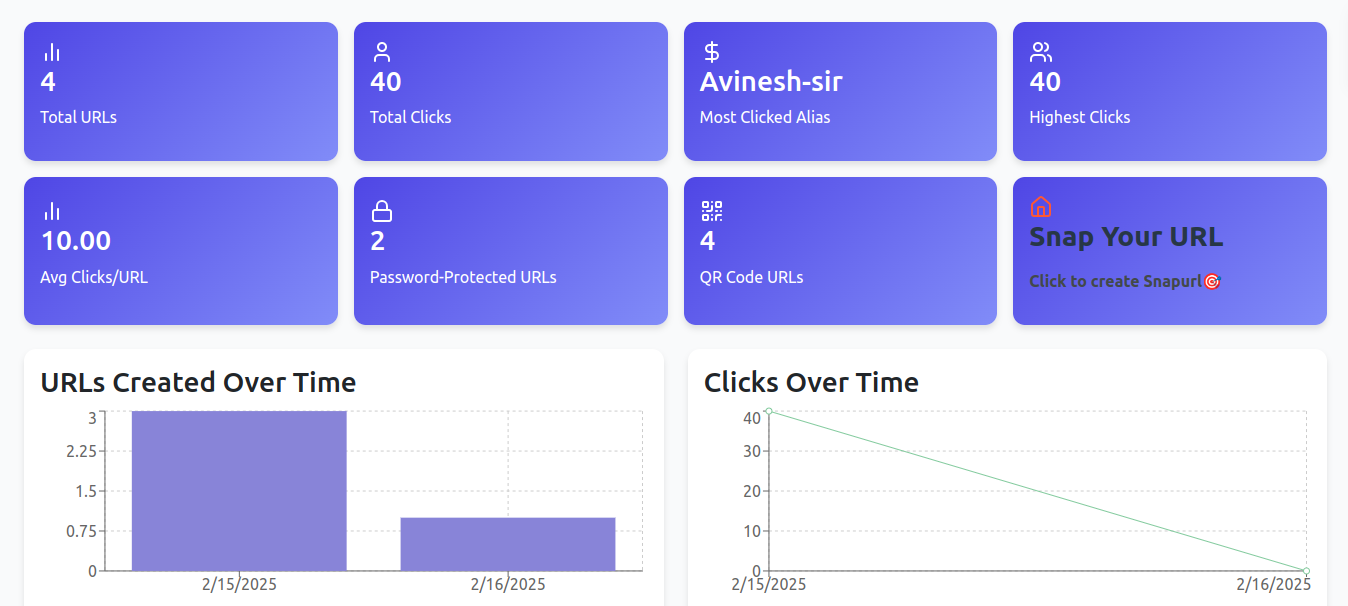 4
Total URLs
40
Total Clicks
Avinesh-sir
Most Clicked Alias
40
Highest Clicks
10.00
Avg Clicks/URL
2
Password-Protected URLs
4
QR Code URLs
Snap Your URL
Click to create Snapurl🎯
URLs Created Over Time
3
2.25
1.5
0.75
0
2/15/2025
2/16/2025
Clicks Over Time
40
30
20
10
0
2/15/2025
2/16/2025